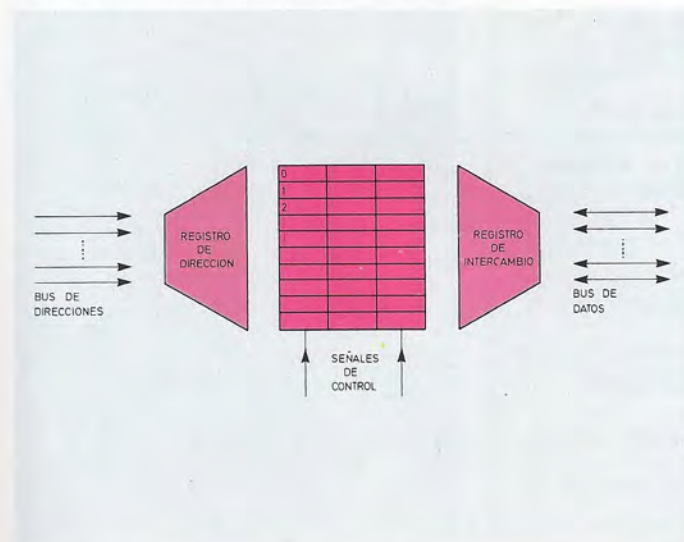 BUS DE
DIRECCIONES
REGISTRO
DE
DIRECCION
0
1
2
SEÑALES
DE
CONTROL
REGISTRO
DE
INTERCAMBIO
BUS DE
DATOS